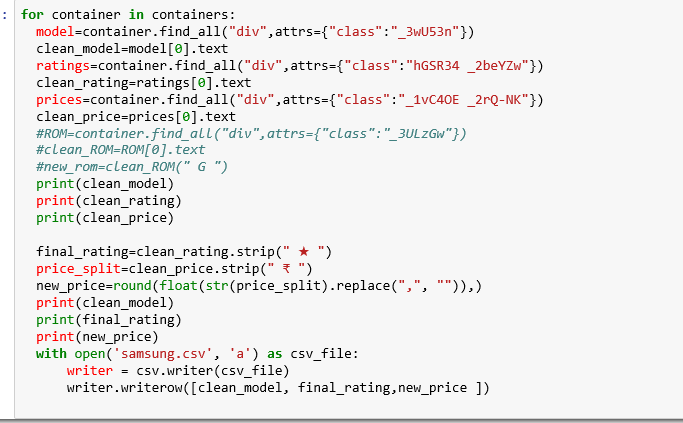 : for container in containers:
model=container.find_all("div",attrs={"class":"_3wU53n"})
clean_model=model[0].text
ratings=container.find_all("div",attrs={"class":"hGSR34 _2beYZw"})
clean_rating=ratings[0].text
prices=container.find_all("div",attrs={"class":"_1vC4OE _2rQ-NK"})
clean_price=prices[0].text
#ROM=container.find_all("div",attrs={"class":"_3ULzGw"})
#clean_ROM=ROM[0].text
#new_rom=clean_ROM(" G ")
print(clean_model)
print(clean_rating)
print(clean_price)
final_rating=clean_rating.strip(" ★ ")
price_split=clean_price.strip(" ₹ ")
new_price=round(float(str(price_split).replace(",", "")),)
print(clean_model)
print(final_rating)
print(new_price)
with open('samsung.csv', 'a') as csv_file:
writer = csv.writer(csv_file)
writer.writerow([clean_model, final_rating,new_price ])